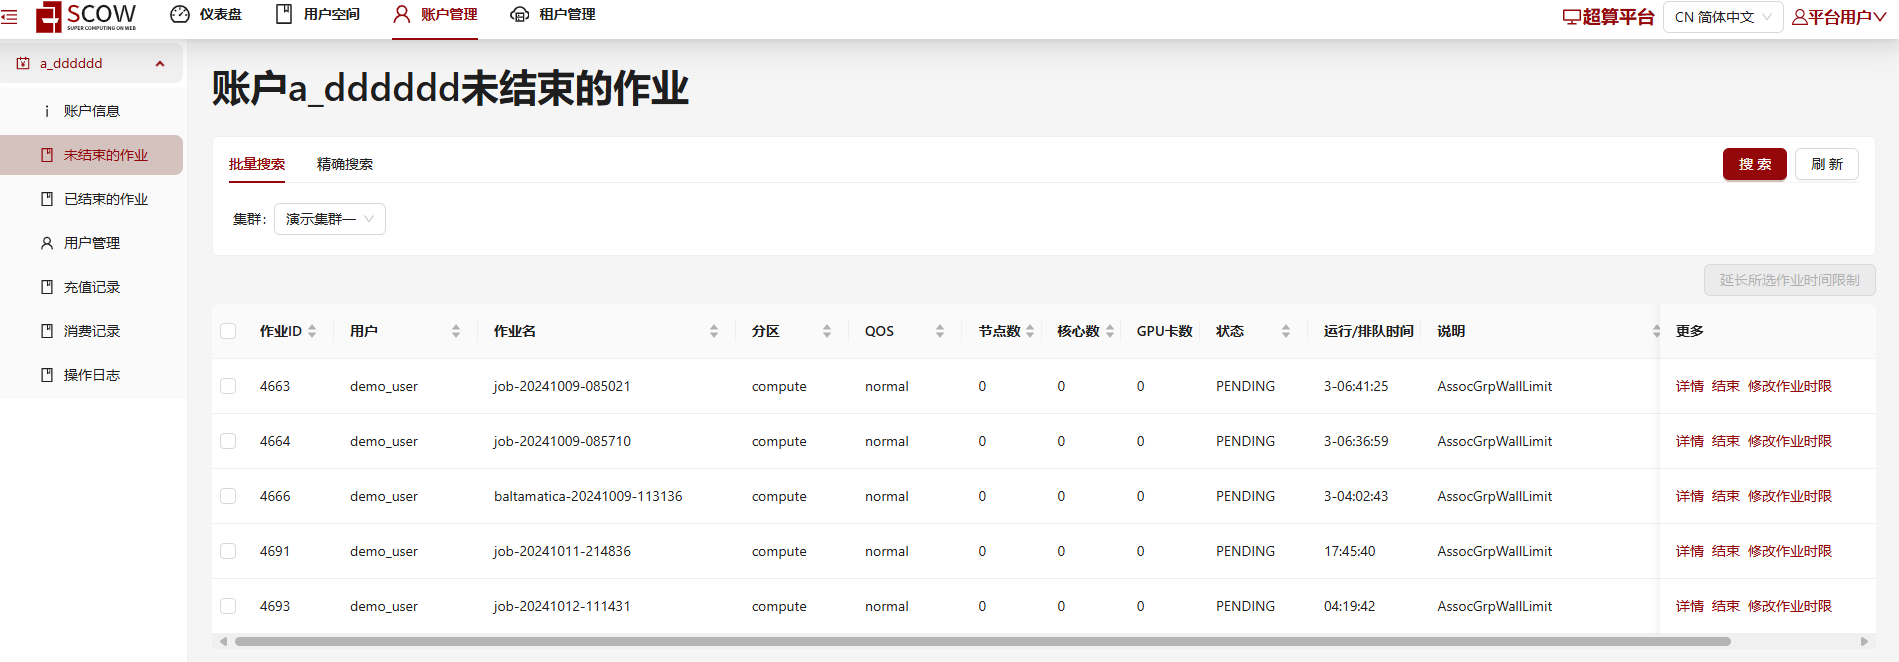 SCOW
SUPER COMPUTING ON WEB
仪表盘 用户空间 账户管理 租户管理
超算平台 CN 简体中文 平台用户
a_dddddd
账户信息
未结束的作业
已结束的作业
用户管理
充值记录
消费记录
操作日志
账户a_dddddd未结束的作业
批量搜索 精确搜索 搜 索 刷 新
集群： 演示集群一
延长所选作业时间限制
作业ID 用户 作业名 分区 QOS 节点数 核心数 GPU卡数 状态 运行/排队时间 说明 更多
4663 demo_user job-20241009-085021 compute normal 0 0 0 PENDING 3-06:41:25 AssocGrpWallLimit 详情 结束 修改作业时限
4664 demo_user job-20241009-085710 compute normal 0 0 0 PENDING 3-06:36:59 AssocGrpWallLimit 详情 结束 修改作业时限
4666 demo_user baltamatica-20241009-113136 compute normal 0 0 0 PENDING 3-04:02:43 AssocGrpWallLimit 详情 结束 修改作业时限
4691 demo_user job-20241011-214836 compute normal 0 0 0 PENDING 17:45:40 AssocGrpWallLimit 详情 结束 修改作业时限
4693 demo_user job-20241012-111431 compute normal 0 0 0 PENDING 04:19:42 AssocGrpWallLimit 详情 结束 修改作业时限